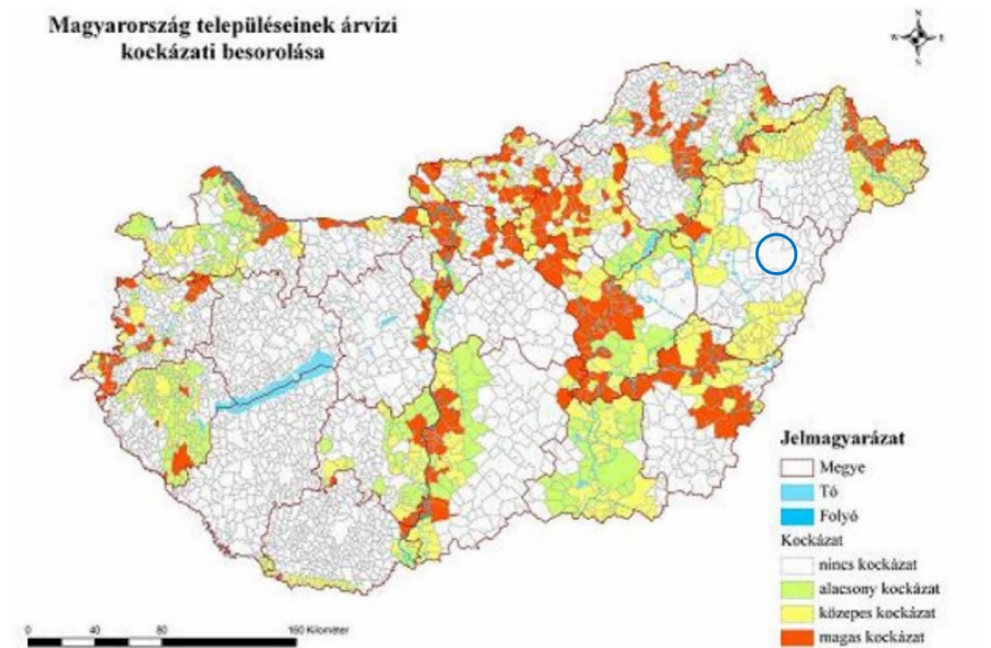 Magyarország településeinek árvizi
kockázati besorolása
N
W E
S
Jelmagyarázat
Megye
Tó
Folyó
Kockázat
nincs kockázat
alacsony kockázat
közepes kockázat
magas kockázat
0 40 80 160 Kilométer